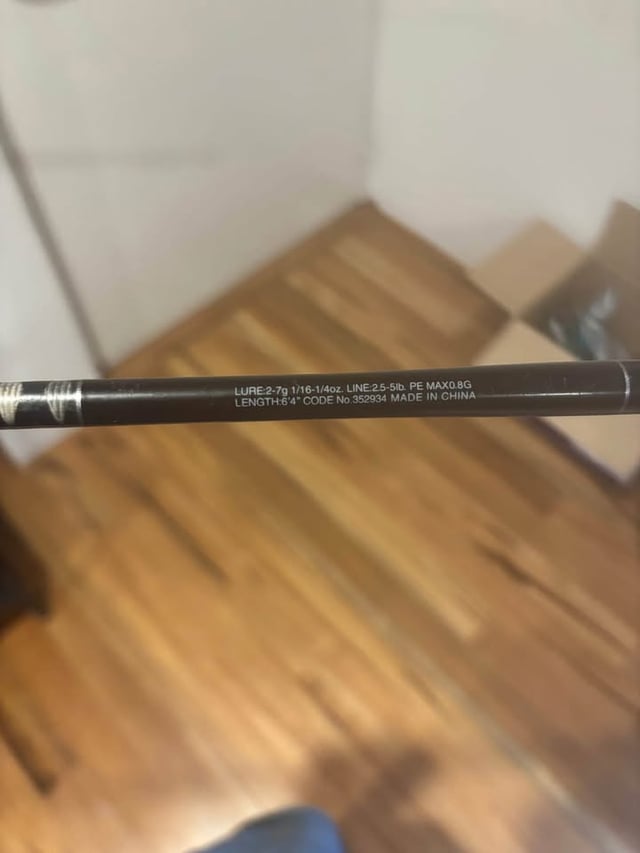 LURE:2-7g 1/16-1/4oz. LINE:2.5-5lb. PE MAX0.8G
LENGTH:6'4" CODE No.352934 MADE IN CHINA